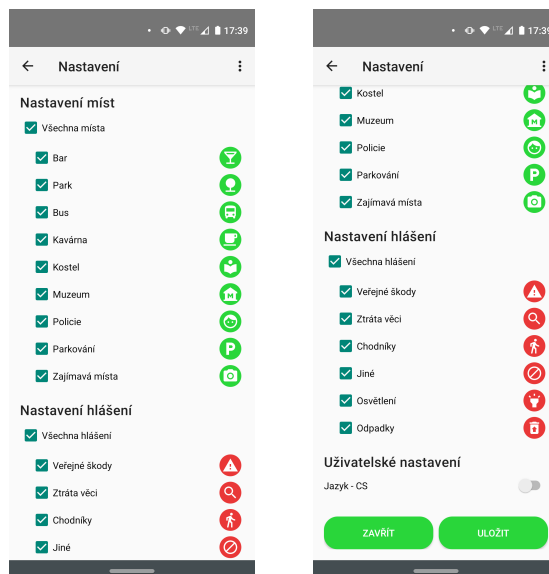 LTE 17:39
Nastavení
Nastavení míst
Všechna místa
Bar
Park
Bus
Kavárna
Kostel
Muzeum
M
Policie
Parkování P
Zajímavá místa
Nastavení hlášení
Všechna hlášení
Veřejné škody
Ztráta věci
Chodníky
Jiné
LTE 17:39
Nastavení
Kostel
Muzeum
M
Policie
Parkování P
Zajímavá místa
Nastavení hlášení
Všechna hlášení
Veřejné škody
Ztráta věci
Chodníky
Jiné
Osvětlení
Odpadky
Uživatelské nastavení
Jazyk - CS
ZAVŘÍT ULOŽIT